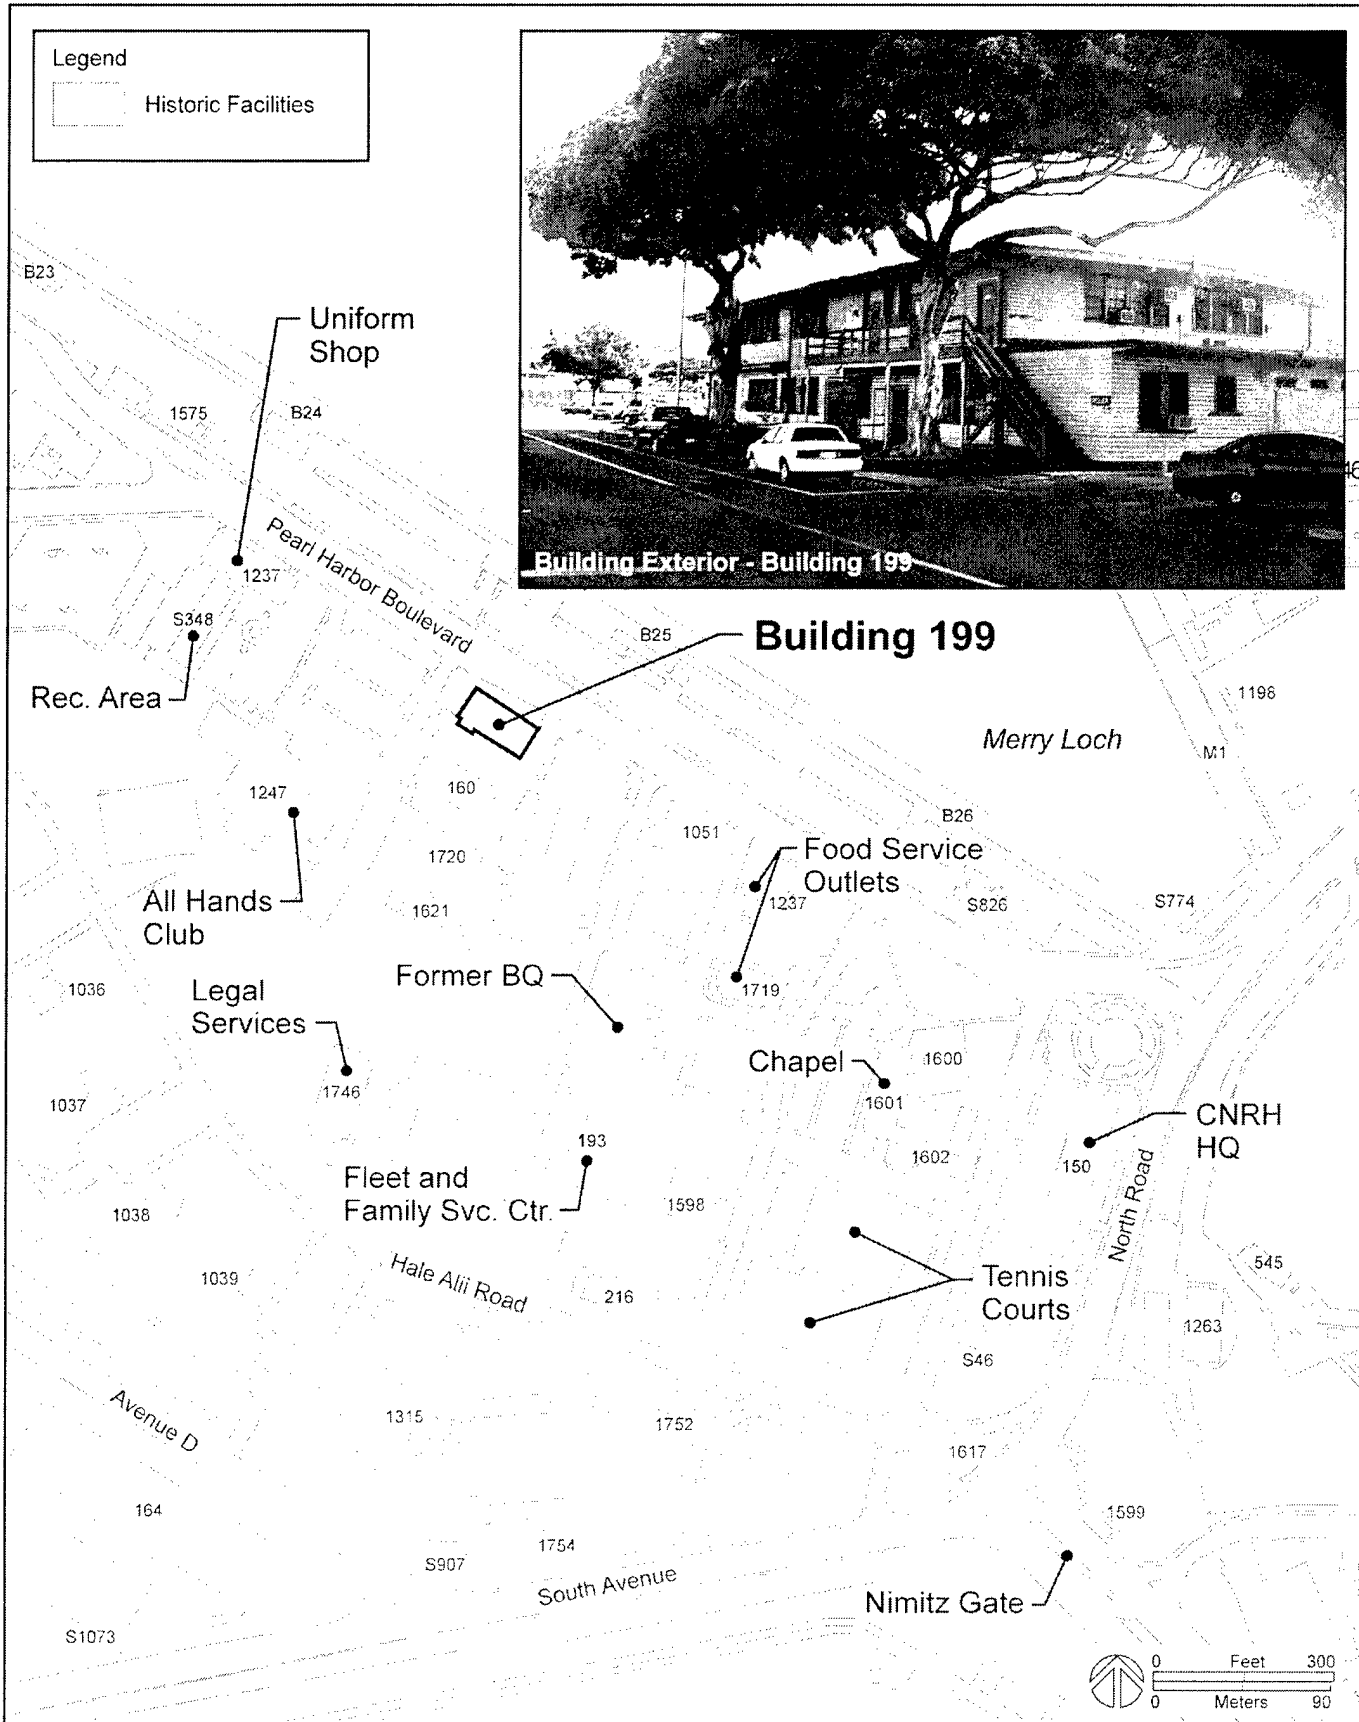 Legend
Historic Facilities
Building Exterior - Building 199
46
B23
Uniform
Shop
1575
B24
Pearl Harbor Boulevard
1237
S348
Rec. Area
B25
Building 199
1198
Merry Loch
M1
1247
160
B26
1051
1720
Food Service
Outlets
All Hands
Club
1621
1237
S826
S774
Former BQ
1036
Legal
Services
1719
1600
Chapel
1746
1037
1601
CNRH
HQ
193
1602
150
Fleet and
Family Svc. Ctr.
1598
North Road
1038
Hale Alii Road
1039
545
Tennis
Courts
216
1263
S46
Avenue D
1315
1752
1617
164
1599
1754
S907
South Avenue
Nimitz Gate
S1073
0 Feet 300
0 Meters 90